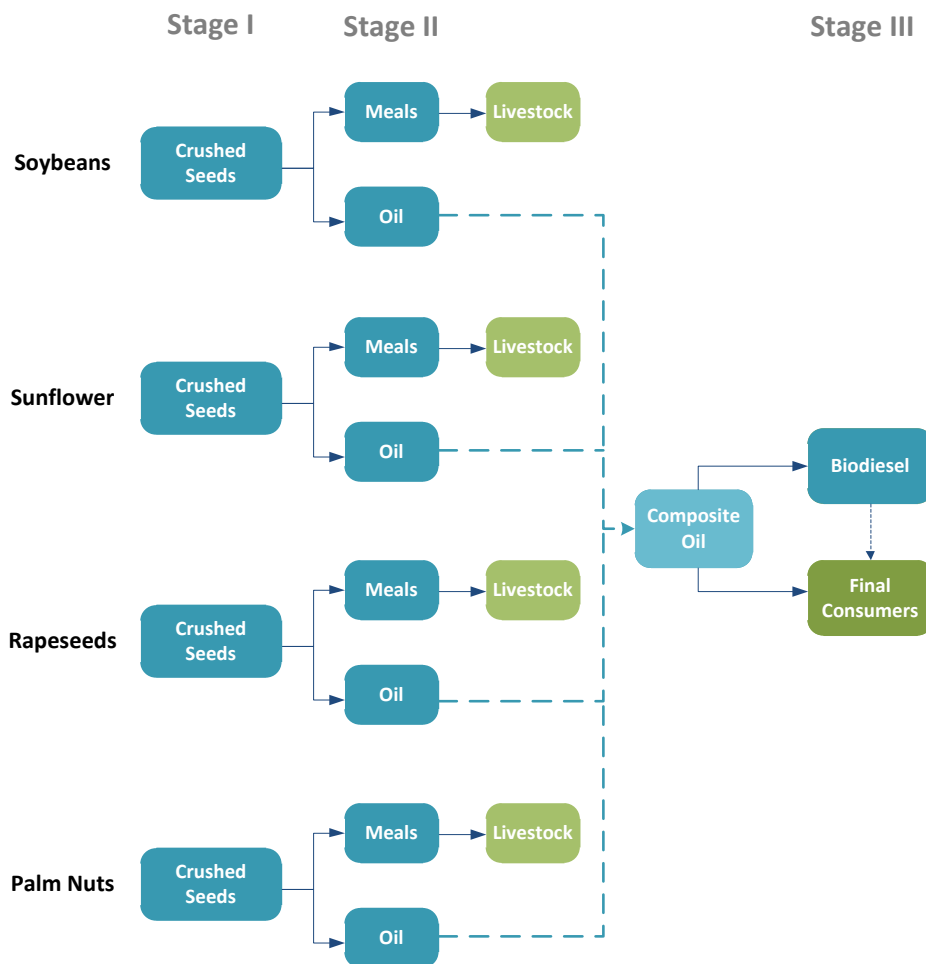 Stage I
Stage II
Stage III
Soybeans
Crushed
Seeds
Meals
Livestock
Oil
Sunflower
Crushed
Seeds
Meals
Livestock
Oil
Composite
Oil
Biodiesel
Final
Consumers
Rapeseeds
Crushed
Seeds
Meals
Livestock
Oil
Palm Nuts
Crushed
Seeds
Meals
Livestock
Oil